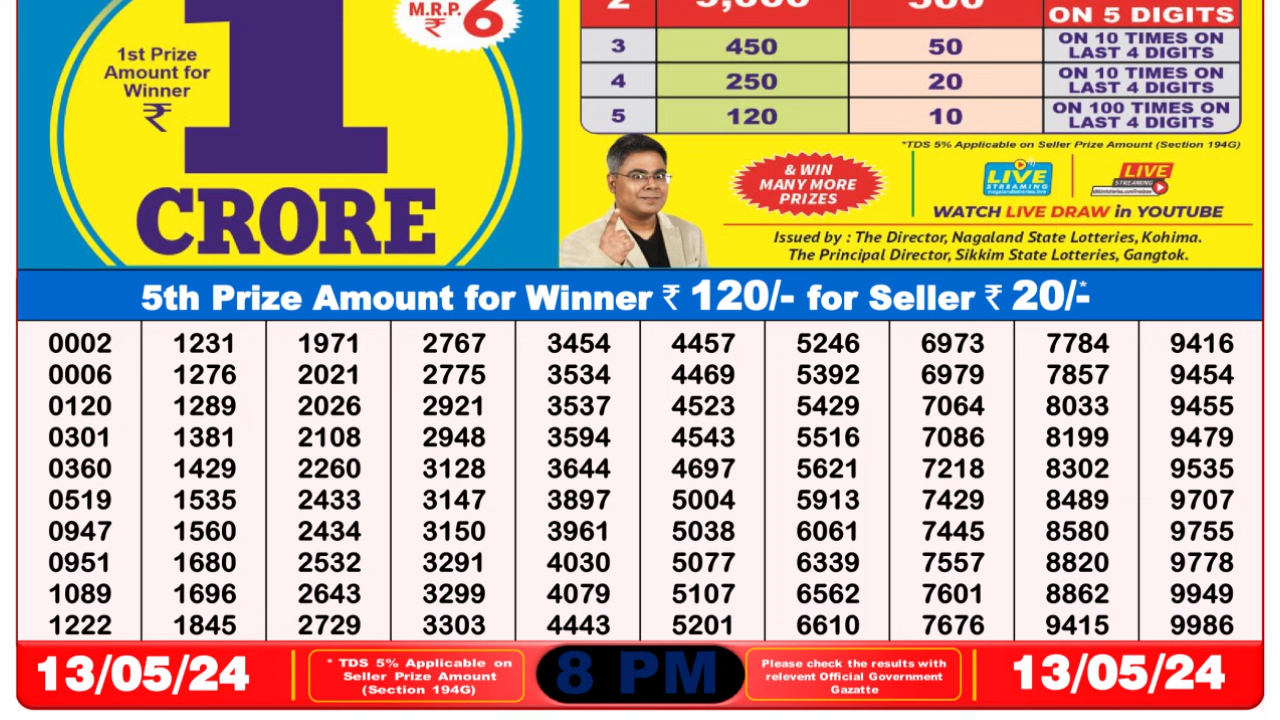 1
M.R.P.
₹ 6
1st Prize
Amount for
Winner
₹
CRORE
2 5,000 500
ON 5 DIGITS
3 450 50 ON 10 TIMES ON LAST 4 DIGITS
4 250 20 ON 10 TIMES ON LAST 4 DIGITS
5 120 10 ON 100 TIMES ON LAST 4 DIGITS
*TDS 5% Applicable on Seller Prize Amount (Section 194G)
& WIN
MANY MORE
PRIZES
LIVE
STREAMING
nagalandlotteries.live
LIVE
STREAMING
WATCH LIVE DRAW in YOUTUBE
Issued by : The Director, Nagaland State Lotteries, Kohima.
The Principal Director, Sikkim State Lotteries, Gangtok.
5th Prize Amount for Winner ₹ 120/- for Seller ₹ 20/-*
0002 1231 1971 2767 3454 4457 5246 6973 7784 9416
0006 1276 2021 2775 3534 4469 5392 6979 7857 9454
0120 1289 2026 2921 3537 4523 5429 7064 8033 9455
0301 1381 2108 2948 3594 4543 5516 7086 8199 9479
0360 1429 2260 3128 3644 4697 5621 7218 8302 9535
0519 1535 2433 3147 3897 5004 5913 7429 8489 9707
0947 1560 2434 3150 3961 5038 6061 7445 8580 9755
0951 1680 2532 3291 4030 5077 6339 7557 8820 9778
1089 1696 2643 3299 4079 5107 6562 7601 8862 9949
1222 1845 2729 3303 4443 5201 6610 7676 9415 9986
13/05/24
* TDS 5% Applicable on
Seller Prize Amount
(Section 194G)
8 PM
Please check the results with
relevent Official Government
Gazatte
13/05/24